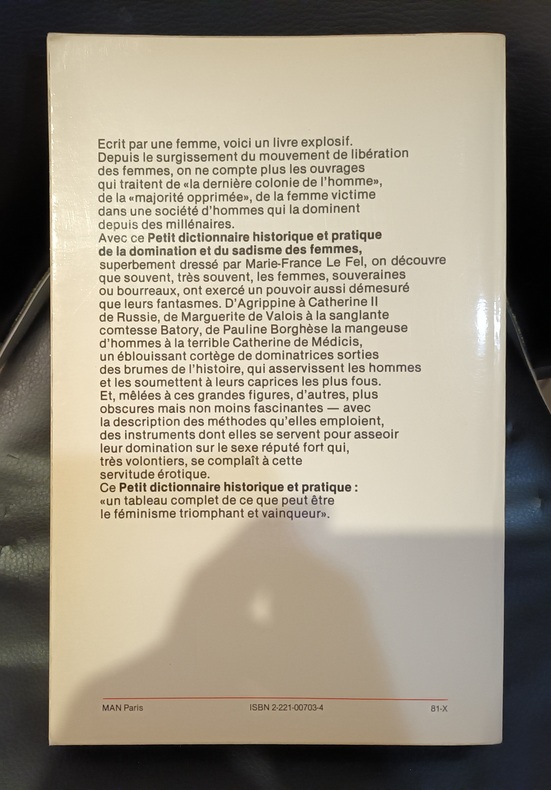 Ecrit par une femme, voici un livre explosif.
Depuis le surgissement du mouvement de libération
des femmes, on ne compte plus les ouvrages
qui traitent de «la dernière colonie de l'homme»,
de la «majorité opprimée», de la femme victime
dans une société d'hommes qui la dominent
depuis des millénaires.
Avec ce Petit dictionnaire historique et pratique
de la domination et du sadisme des femmes,
superbement dressé par Marie-France Le Fel, on découvre
que souvent, très souvent, les femmes, souveraines
ou bourreaux, ont exercé un pouvoir aussi démesuré
que leurs fantasmes. D'Agrippine à Catherine II
de Russie, de Marguerite de Valois à la sanglante
comtesse Batory, de Pauline Borghèse la mangeuse
d'hommes à la terrible Catherine de Médicis,
un éblouissant cortège de dominatrices sorties
des brumes de l'histoire, qui asservissent les hommes
et les soumettent à leurs caprices les plus fous.
Et, mêlées à ces grandes figures, d'autres, plus
obscures mais non moins fascinantes — avec
la description des méthodes qu'elles emploient,
des instruments dont elles se servent pour asseoir
leur domination sur le sexe réputé fort qui,
très volontiers, se complaît à cette
servitude érotique.
Ce Petit dictionnaire historique et pratique :
«un tableau complet de ce que peut être
le féminisme triomphant et vainqueur».
MAN Paris ISBN 2-221-00703-4 81-X